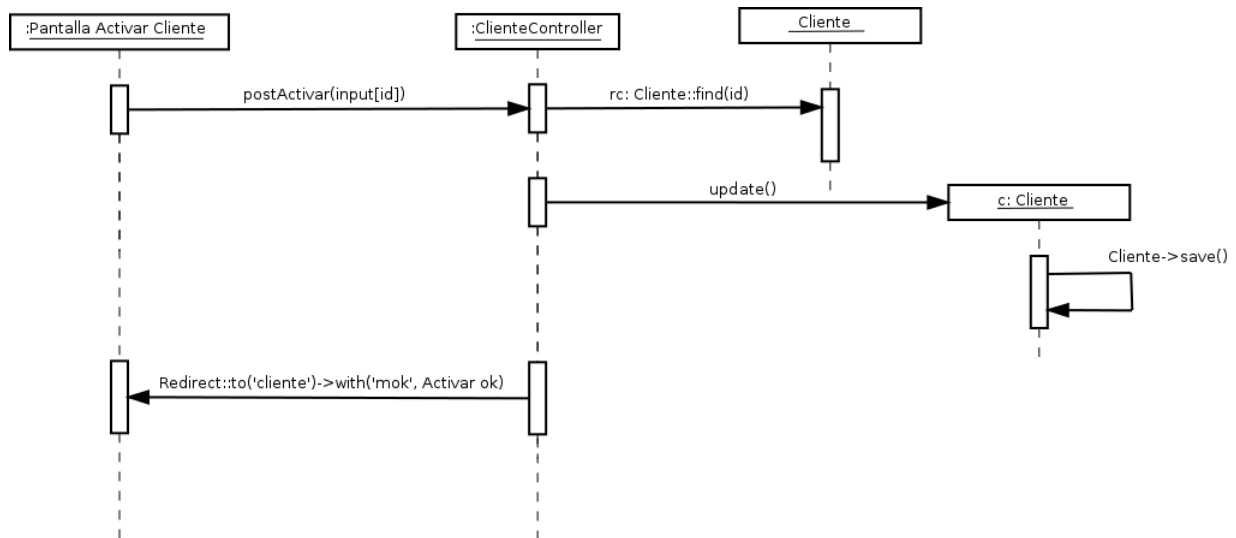 :Pantalla Activar Cliente
:ClienteController
Cliente
postActivar(input[id])
rc: Cliente::find(id)
update()
c: Cliente
Cliente->save()
Redirect::to('cliente')->with('mok', Activar ok)